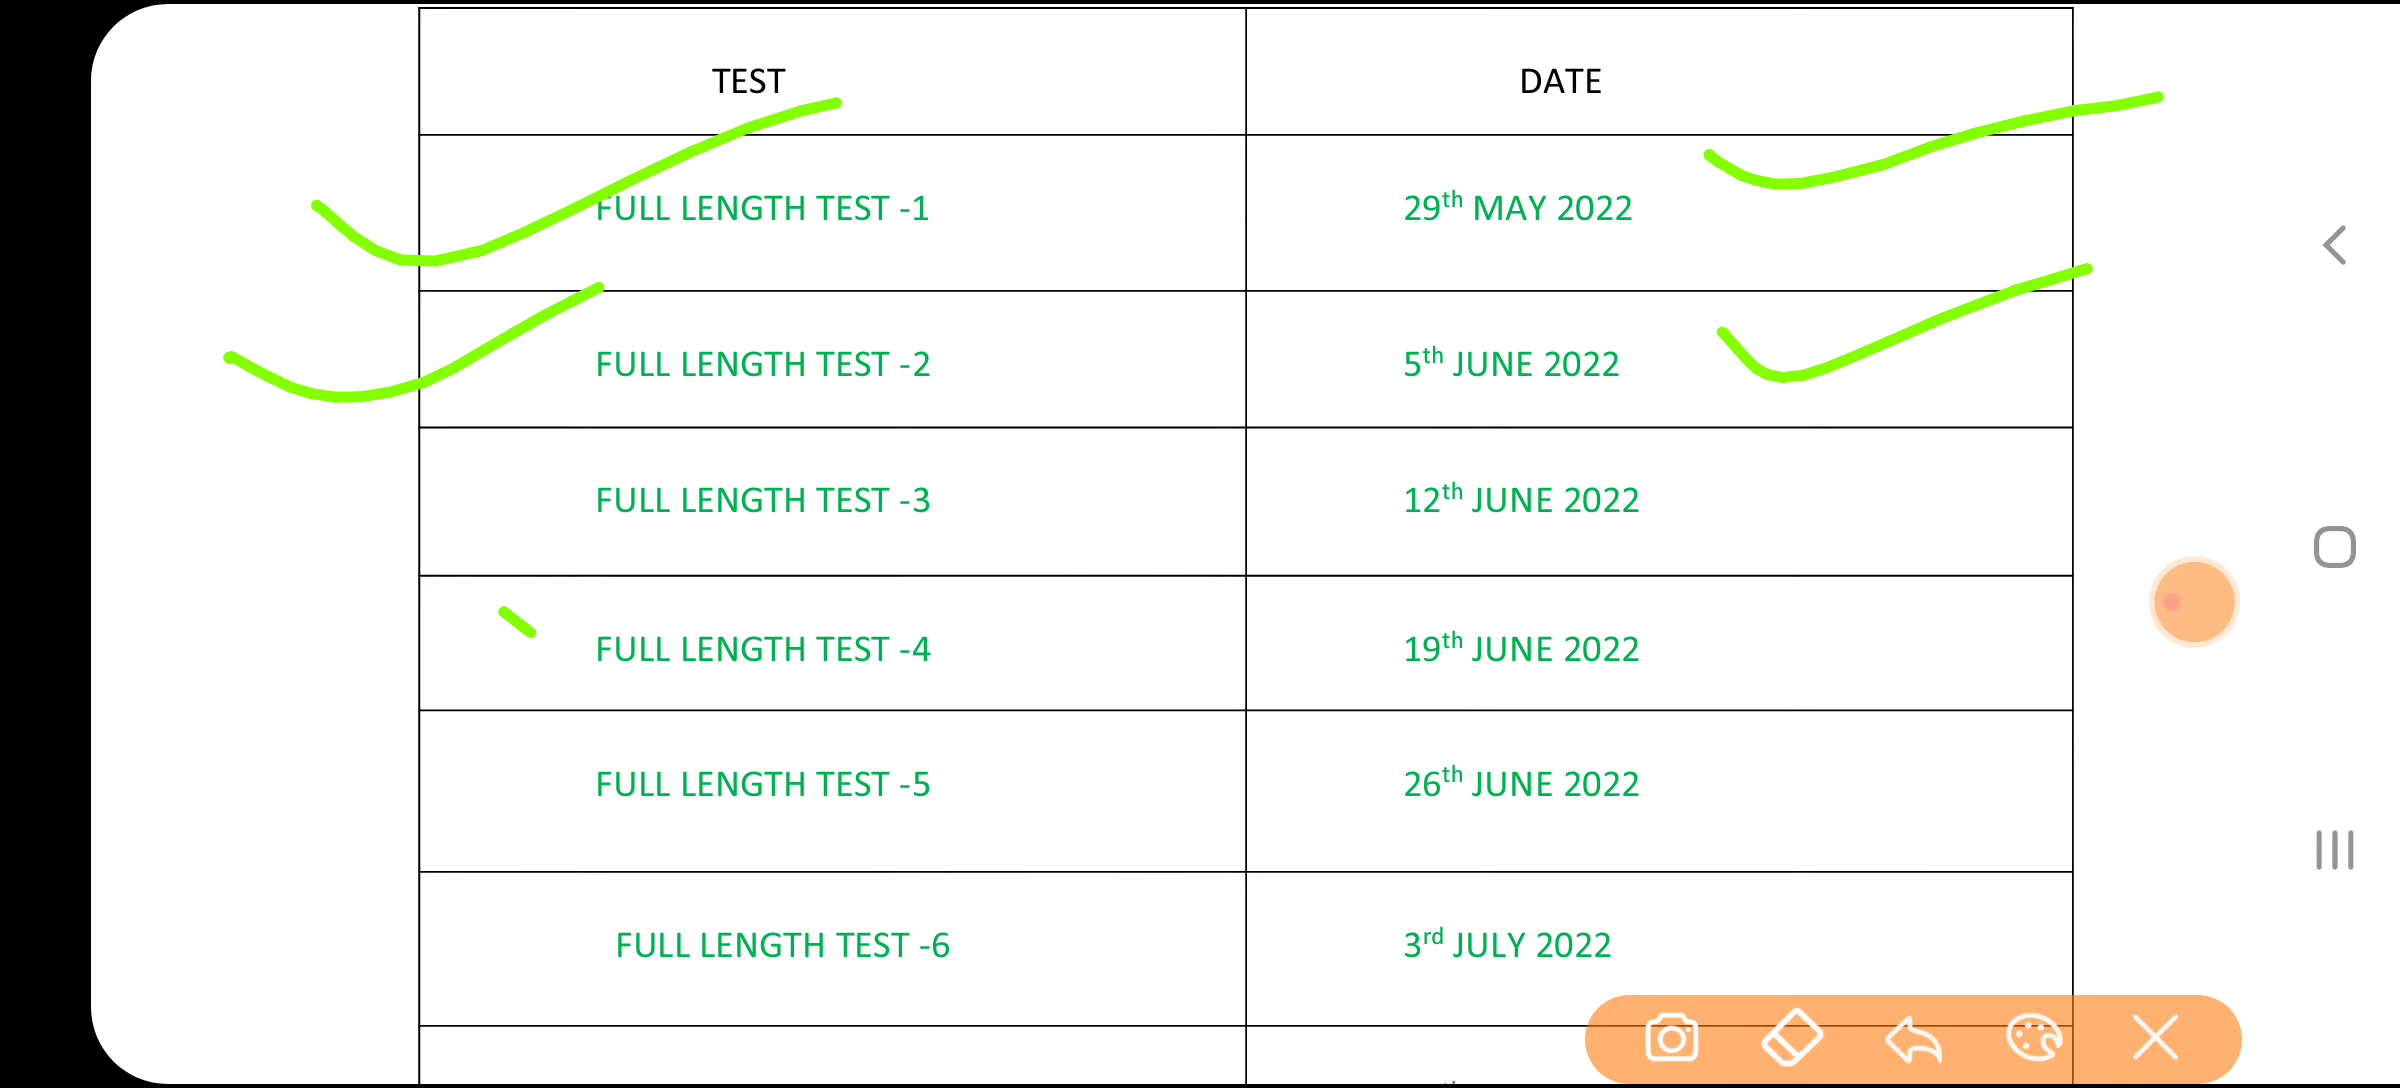 TEST DATE
FULL LENGTH TEST -1 29th MAY 2022
FULL LENGTH TEST -2 5th JUNE 2022
FULL LENGTH TEST -3 12th JUNE 2022
FULL LENGTH TEST -4 19th JUNE 2022
FULL LENGTH TEST -5 26th JUNE 2022
FULL LENGTH TEST -6 3rd JULY 2022